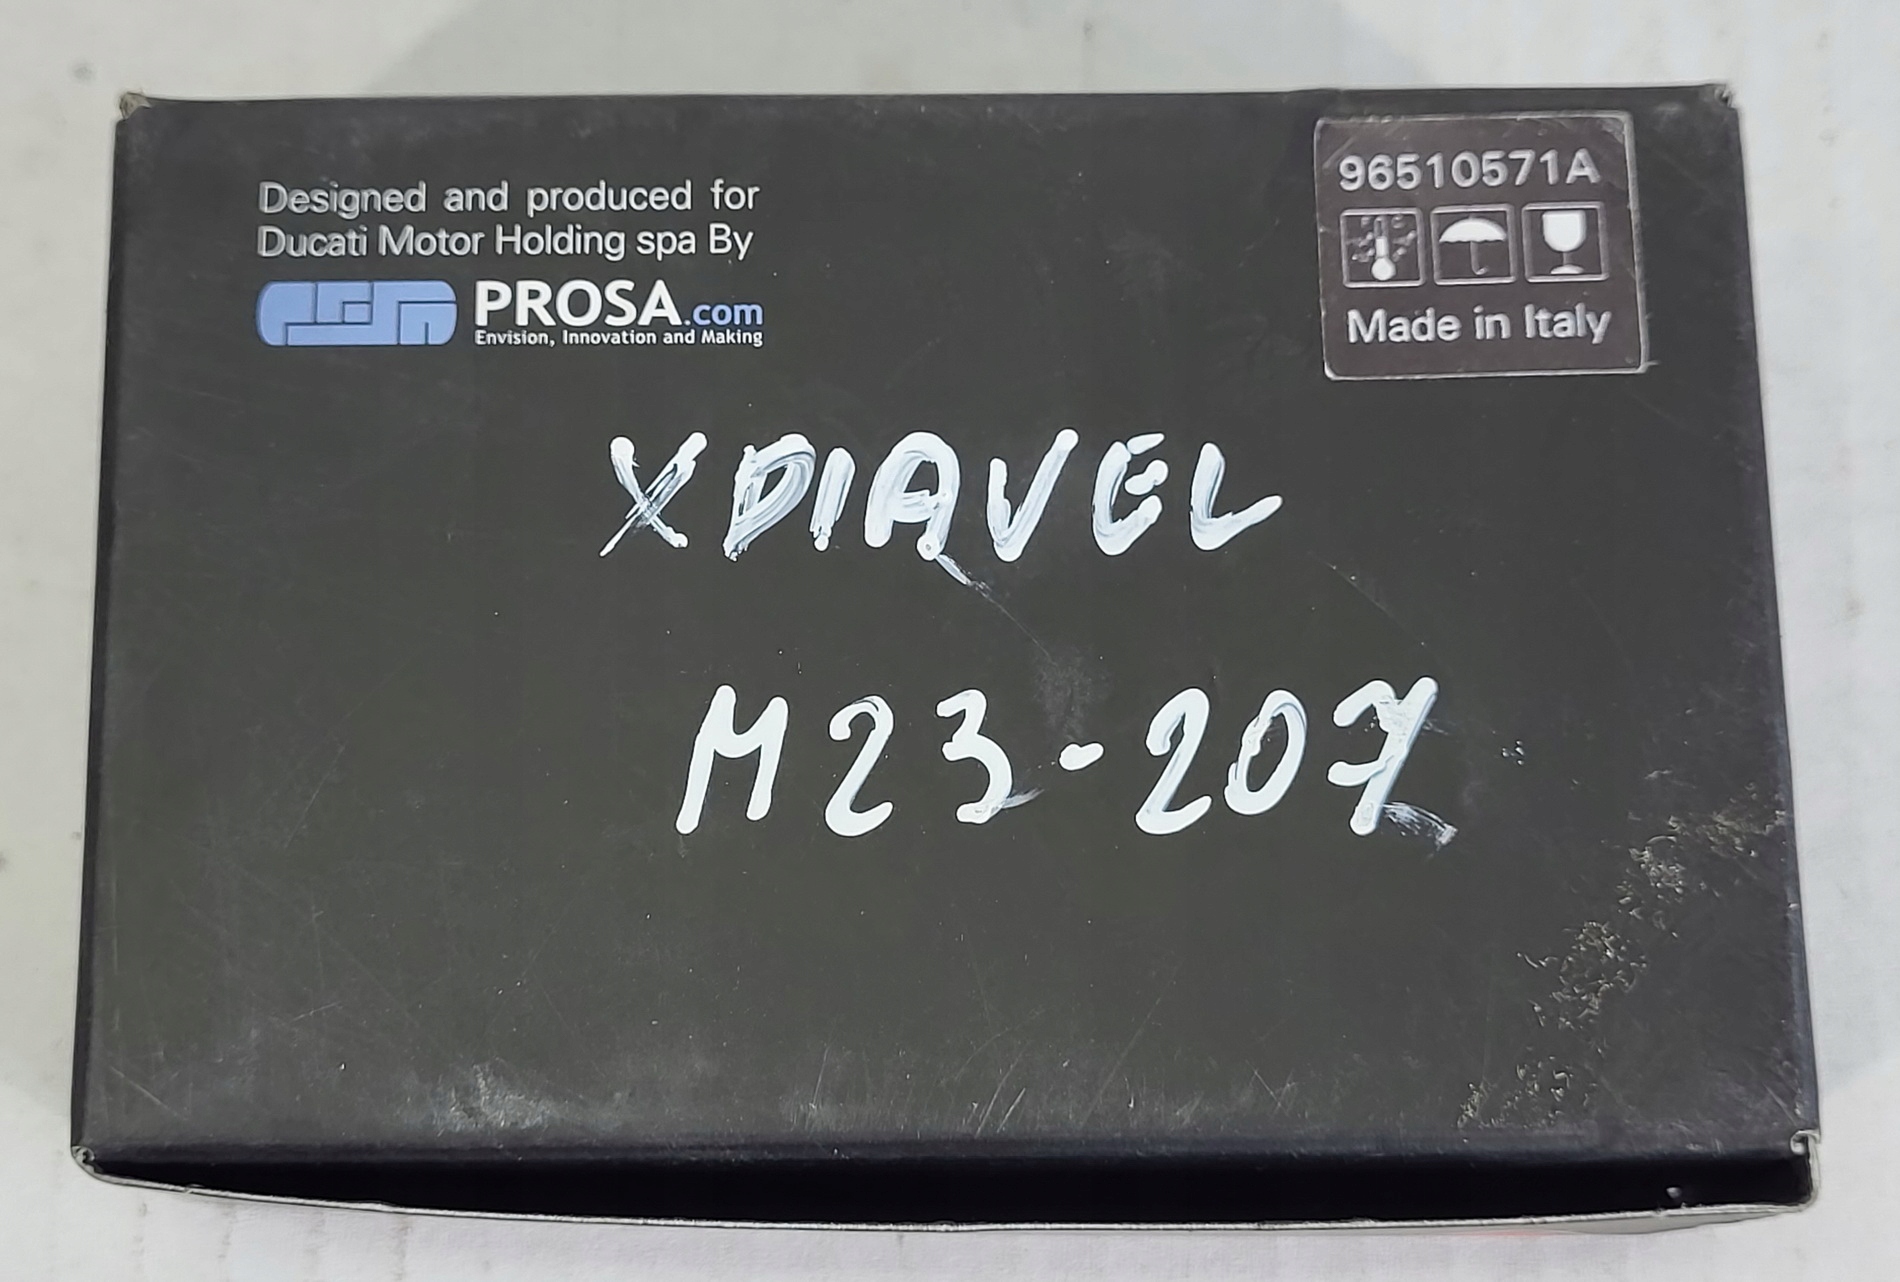 Designed and produced for
Ducati Motor Holding spa By
PROSA.com
Envision, Innovation and Making
96510571A
Made in Italy
XDIAVEL
M23-207